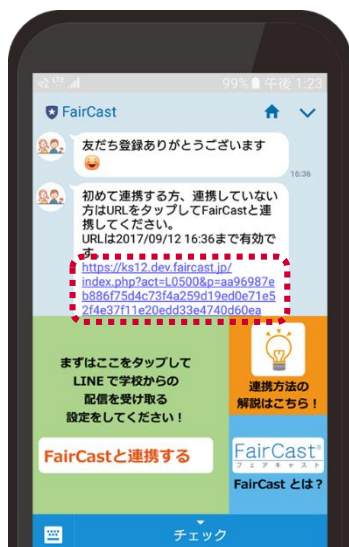 LTE 99% 午後 1:23
FairCast
友だち登録ありがとうござい
ます
16:36
初めて連携する方、連携していない
方はURLをタップしてFairCastと連
携してください。
URLは2017/09/12 16:36まで有効で
す。
https://ks12.dev.faircast.jp/
index.php?act=L0500&p=aa96987e
b886f75d4c73f4a259d19ed0e71e5
2f4e37f11e20edd33e4740d60ea
まずはここをタップして
LINEで学校からの
配信を受け取る
設定をしてください！
FairCastと連携する
連携方法の
解説はこちら！
FairCast®
フェアキャスト
FairCast とは？
チェック